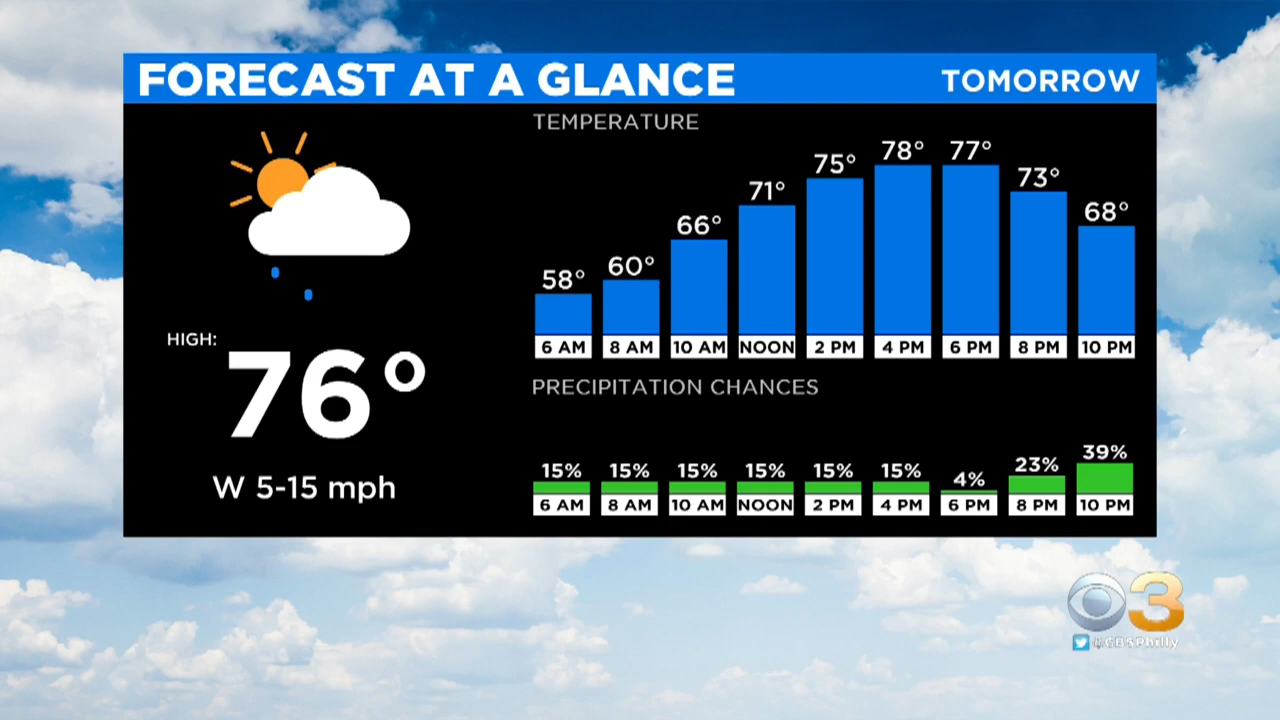 FORECAST AT A GLANCE
TOMORROW
HIGH:
76°
W 5-15 mph
TEMPERATURE
58° 60° 66° 71° 75° 78° 77° 73° 68°
6 AM 8 AM 10 AM NOON 2 PM 4 PM 6 PM 8 PM 10 PM
PRECIPITATION CHANCES
15% 15% 15% 15% 15% 15% 4% 23% 39%
6 AM 8 AM 10 AM NOON 2 PM 4 PM 6 PM 8 PM 10 PM
3
@CBSPhilly